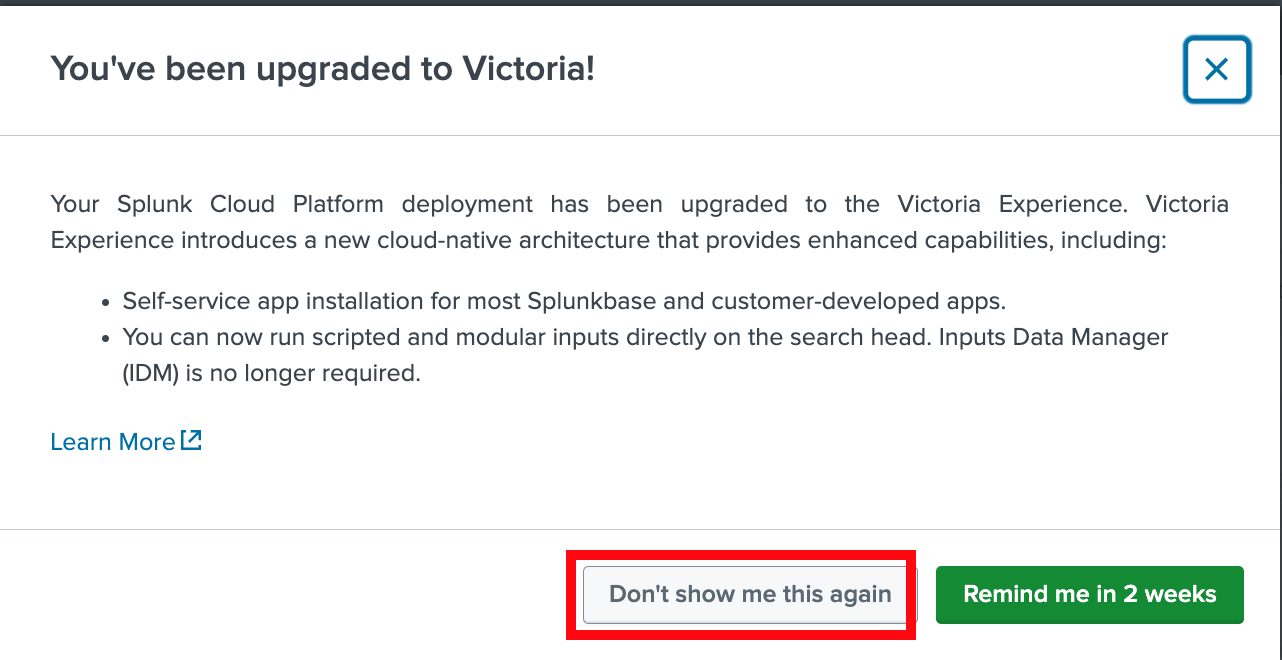 You've been upgraded to Victoria!
Your Splunk Cloud Platform deployment has been upgraded to the Victoria Experience. Victoria
Experience introduces a new cloud-native architecture that provides enhanced capabilities, including:
• Self-service app installation for most Splunkbase and customer-developed apps.
• You can now run scripted and modular inputs directly on the search head. Inputs Data Manager
(IDM) is no longer required.
Learn More
Don't show me this again
Remind me in 2 weeks